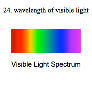 24. wavelength of visible light
Visible Light Spectrum